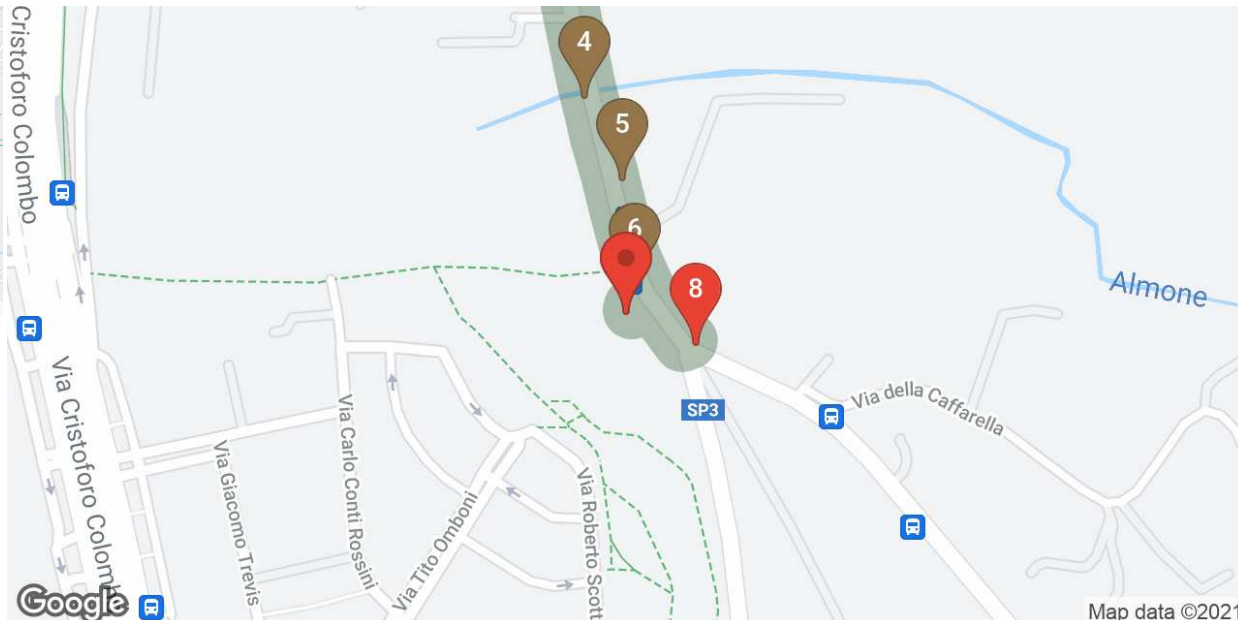 Cristoforo Colombo
4
5
6
8
Almone
SP3
Via della Caffarella
Via Cristoforo Colombo
Via Giacomo Trevis
Via Carlo Conti Rossini
Via Tito Omboni
Via Roberto Scott
Google
Map data ©2021